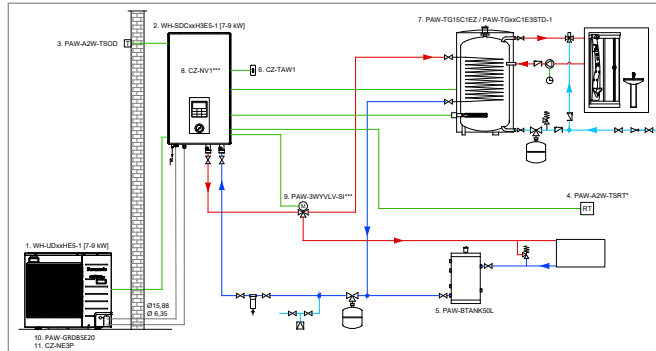 2. WH-SDCxxH3E5-1 [7-9 kW]
7. PAW-TG15C1EZ / PAW-TGxxC1E3STD-1
3. PAW-A2W-TSOD
T
8. CZ-NV1***
6. CZ-TAW1
9. PAW-3WYVLV-SI***
M
4. PAW-A2W-TSRT*
RT
1. WH-UDxxHE5-1 [7-9 kW]
Panasonic
Ø15,88
Ø 6,35
5. PAW-BTANK50L
10. PAW-GRDBSE20
11. CZ-NE3P